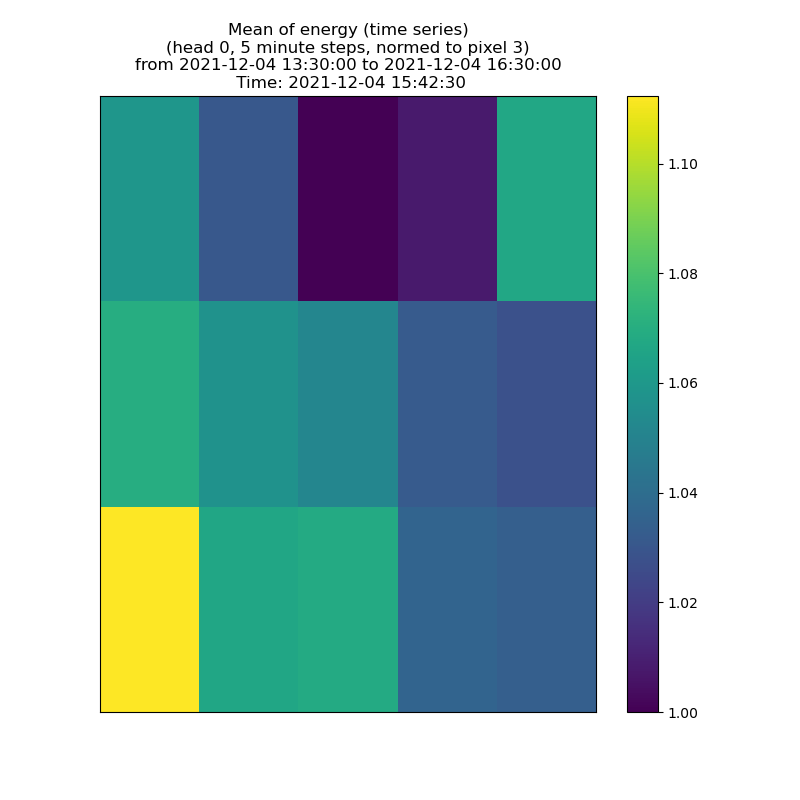 Mean of energy (time series)
(head 0, 5 minute steps, normed to pixel 3)
from 2021-12-04 13:30:00 to 2021-12-04 16:30:00
Time: 2021-12-04 15:42:30
1.10
1.08
1.06
1.04
1.02
1.00